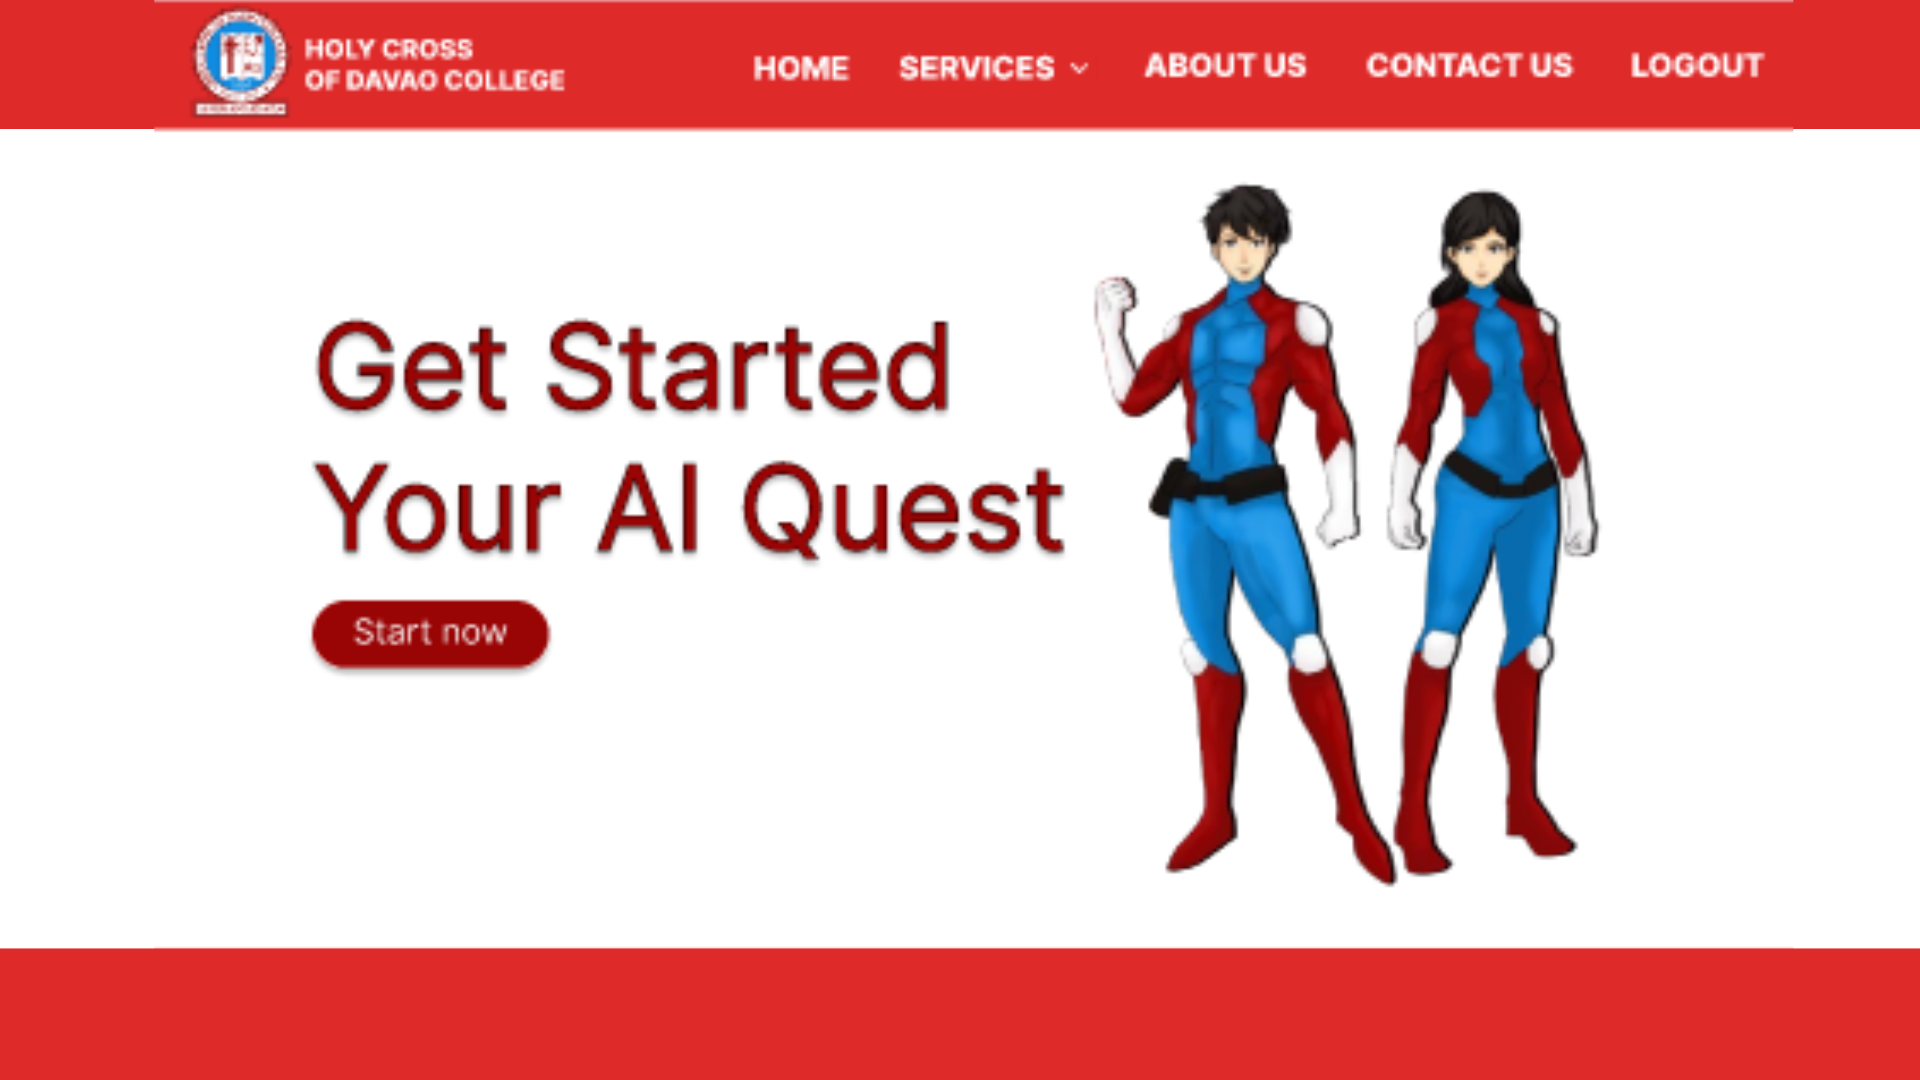 HOLY CROSS
OF DAVAO COLLEGE
HOME
SERVICES
ABOUT US
CONTACT US
LOGOUT
Get Started
Your AI Quest
Start now